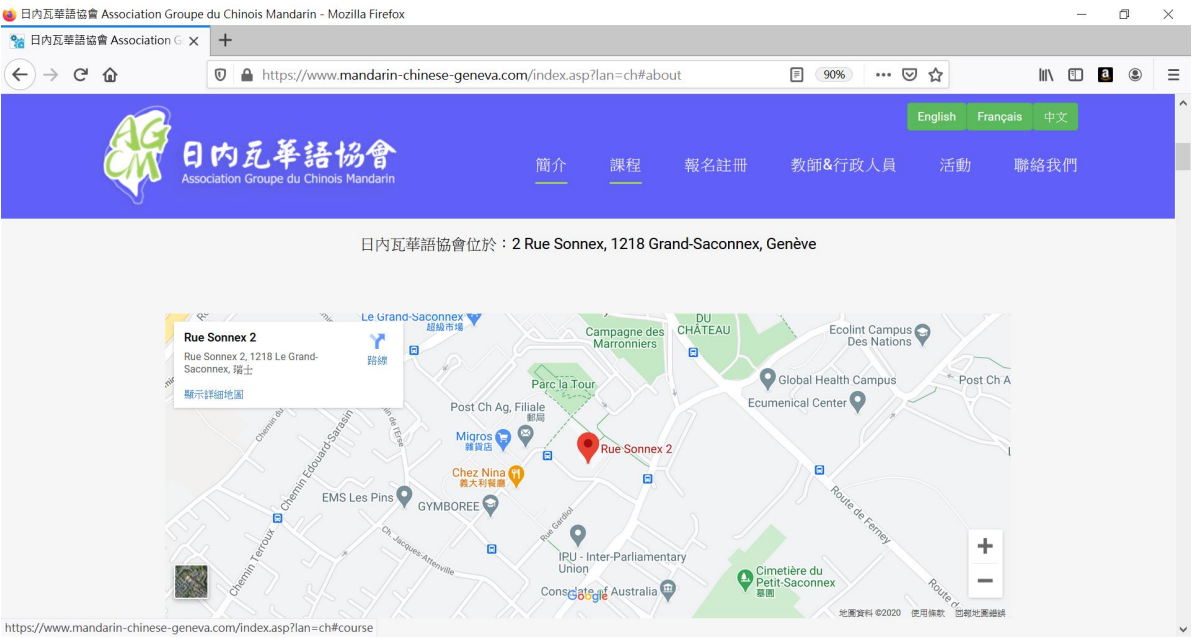 日內瓦華語協會 Association Groupe du Chinois Mandarin - Mozilla Firefox
日內瓦華語協會 Association G
https://www.mandarin-chinese-geneva.com/index.asp?lan=ch#about
90%
English Français 中文
AGCM
日內瓦華語協會
Association Groupe du Chinois Mandarin
簡介 課程 報名註冊 教師&行政人員 活動 聯絡我們
日內瓦華語協會位於：2 Rue Sonnex, 1218 Grand-Saconnex, Genève
Rue Sonnex 2
Rue Sonnex 2, 1218 Le Grand-
Saconnex, 瑞士
路線
顯示詳細地圖
Le Grand-Saconnex
超級市場
Campagne des
Marronniers
DU
CHÂTEAU
Ecolint Campus
Des Nations
Parc la Tour
Global Health Campus
Post Ch A
Ecumenical Center
Post Ch Ag, Filiale
郵局
Migros
雜貨店
Rue Sonnex 2
Chez Nina
義大利餐廳
Chemin Edouard-Sarasin
EMS Les Pins
GYMBOREE
Route de Ferney
Rue Gardiol
Ch. Jacques-Attenville
Chemin Terroux
IPU - Inter-Parliamentary
Union
Cimetière du
Petit-Saconnex
墓園
Consulate of Australia
Google
地圖資料 ©2020 使用條款 回報地圖錯誤
https://www.mandarin-chinese-geneva.com/index.asp?lan=ch#course